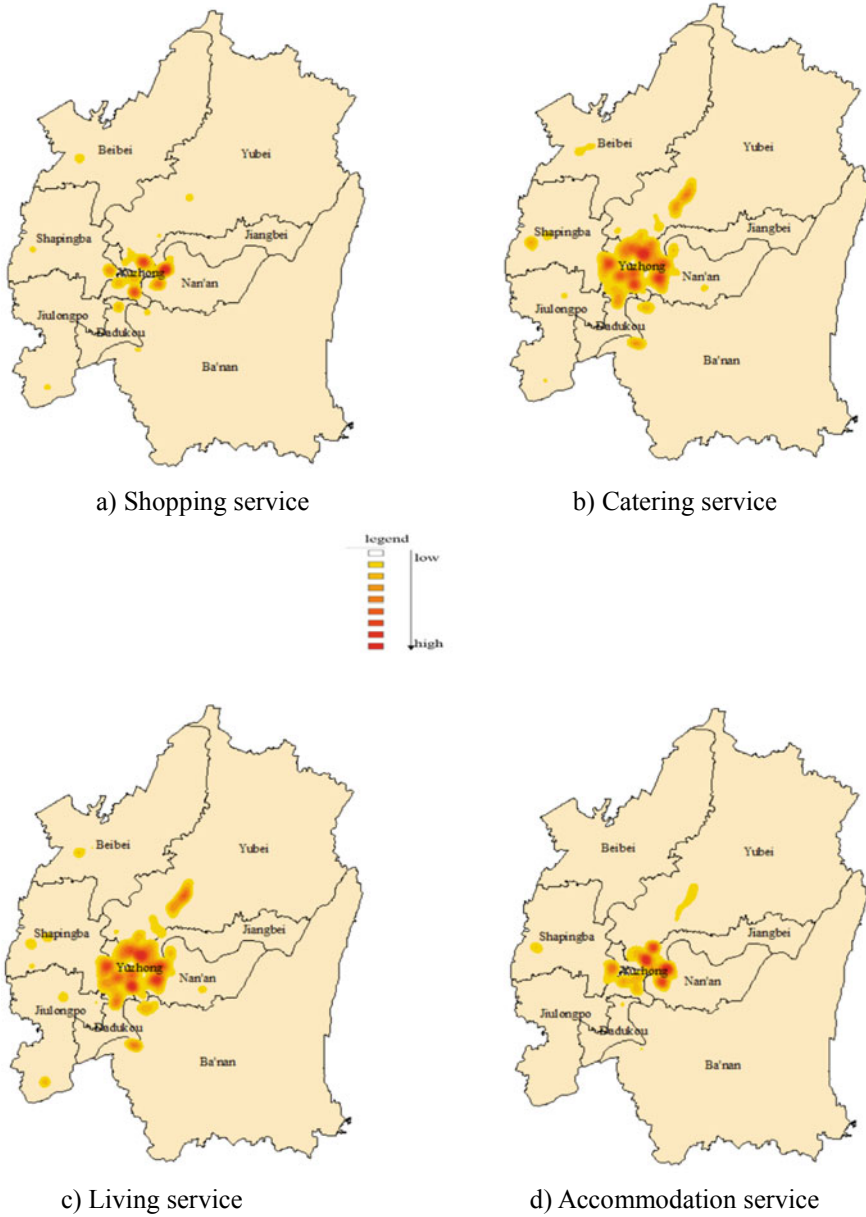 Beibei
Yubei
Shapingba
Jiangbei
Yuzhong
Nan'an
Jiulongpo
Dadukou
Ba'nan
Beibei
Yubei
Shapingba
Jiangbei
Yuzhong
Nan'an
Jiulongpo
Dadukou
Ba'nan
a) Shopping service
b) Catering service
legend
low
high
Beibei
Yubei
Shapingba
Jiangbei
Yuzhong
Nan'an
Jiulongpo
Dadukou
Ba'nan
Beibei
Yubei
Shapingba
Jiangbei
Yuzhong
Nan'an
Jiulongpo
Dadukou
Ba'nan
c) Living service
d) Accommodation service